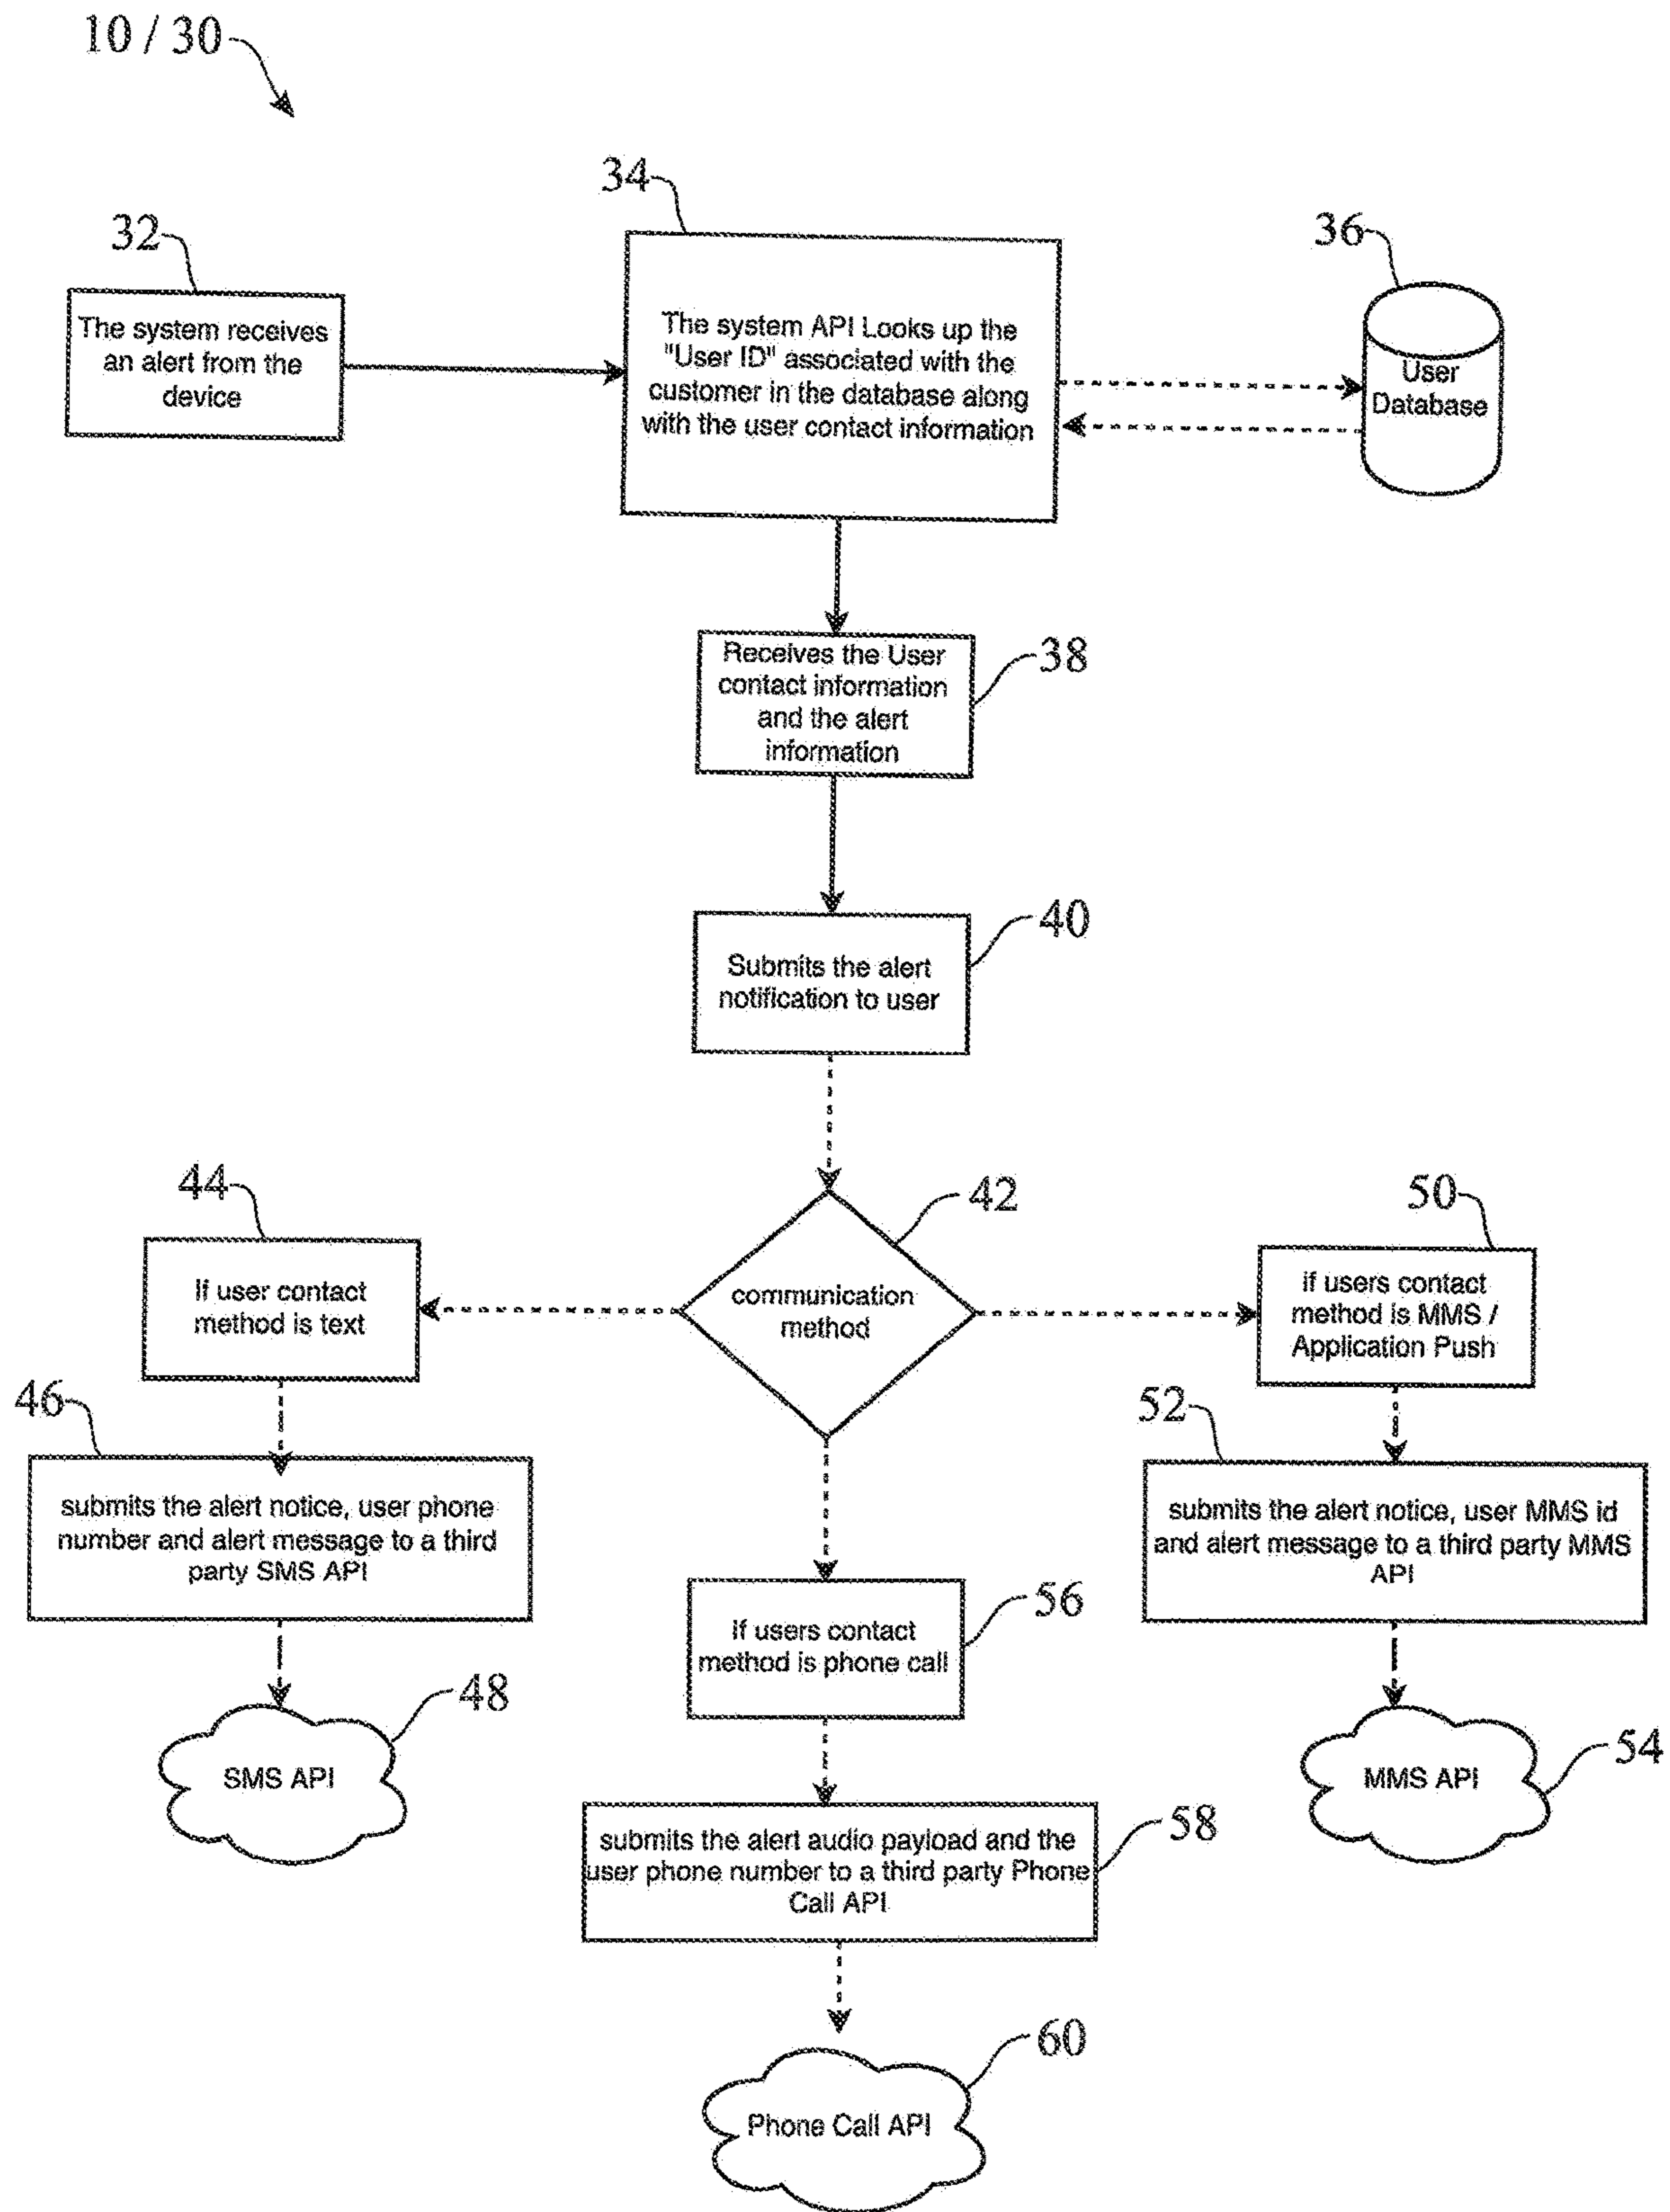 10 / 30
34
32
36
The system receives
an alert from the
device
The system API Looks up the
"User ID" associated with the
customer in the database along
with the user contact information
User
Database
Receives the User
contact information
and the alert
information
38
40
Submits the alert
notification to user
44
42
50
If user contact
method is text
communication
method
if users contact
method is MMS /
Application Push
46
52
submits the alert notice, user phone
number and alert message to a third
party SMS API
submits the alert notice, user MMS id
and alert message to a third party MMS
API
56
if users contact
method is phone call
48
SMS API
54
MMS API
58
submits the alert audio payload and the
user phone number to a third party Phone
Call API
60
Phone Call API